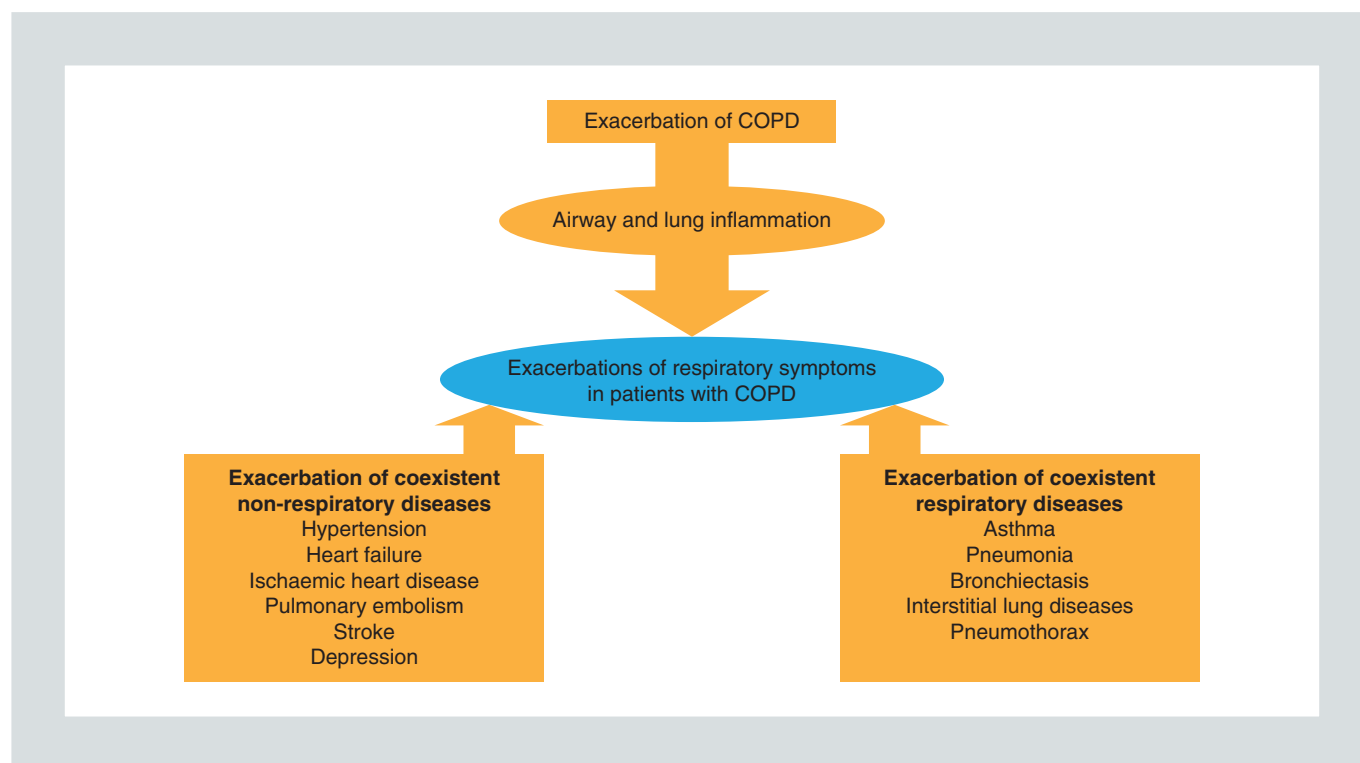 Exacerbation of COPD
Airway and lung inflammation
Exacerbations of respiratory symptoms
in patients with COPD
Exacerbation of coexistent
non-respiratory diseases
Hypertension
Heart failure
Ischaemic heart disease
Pulmonary embolism
Stroke
Depression
Exacerbation of coexistent
respiratory diseases
Asthma
Pneumonia
Bronchiectasis
Interstitial lung diseases
Pneumothorax